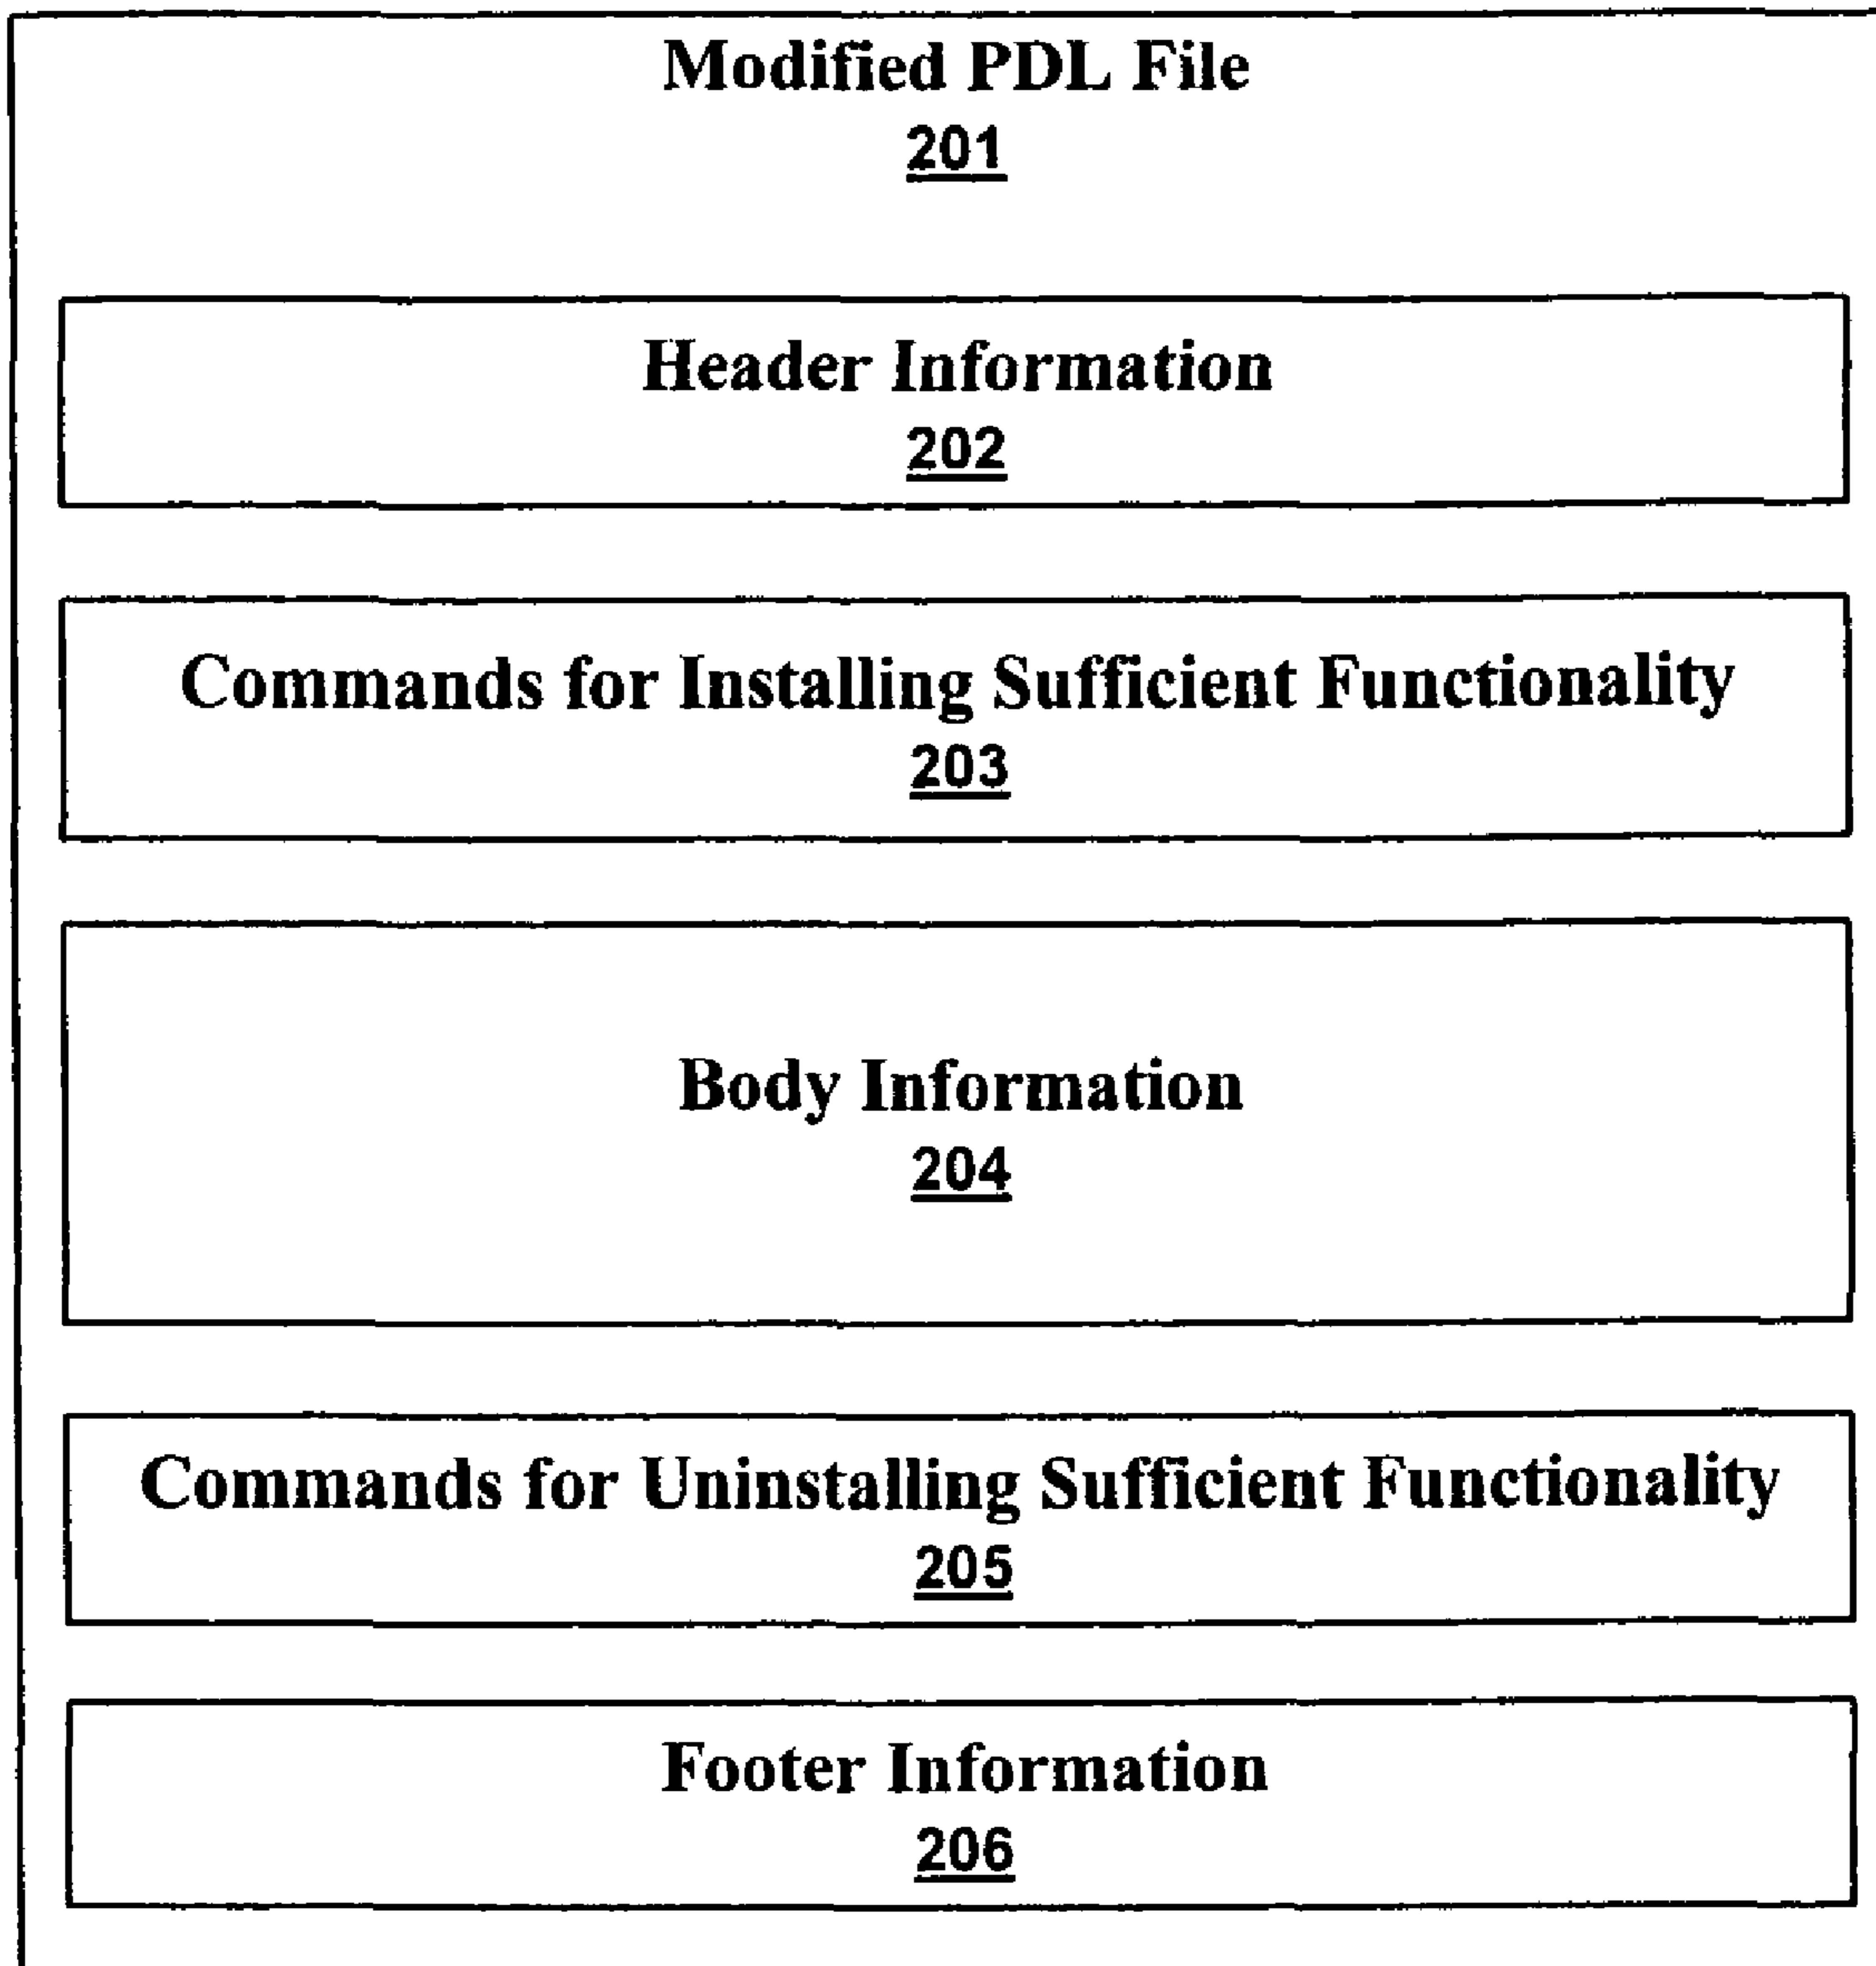 Modified PDL File
201
Header Information
202
Commands for Installing Sufficient Functionality
203
Body Information
204
Commands for Uninstalling Sufficient Functionality
205
Footer Information
206